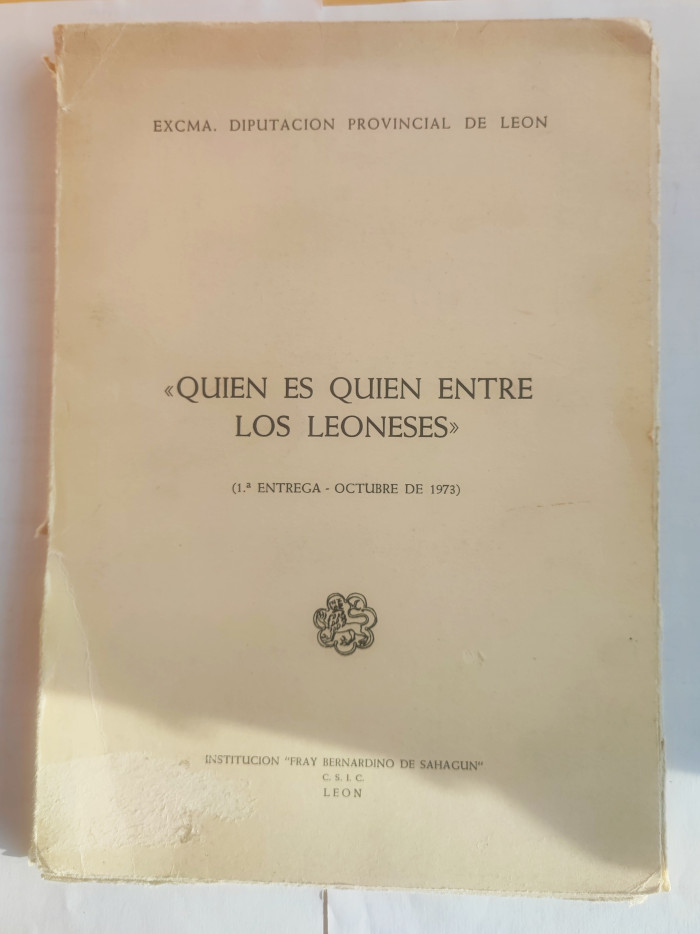 EXCMA. DIPUTACION PROVINCIAL DE LEON
«QUIEN ES QUIEN ENTRE
LOS LEONESES»
(1.ª ENTREGA - OCTUBRE DE 1973)
INSTITUCION "FRAY BERNARDINO DE SAHAGUN"
C. S. I. C.
LEON